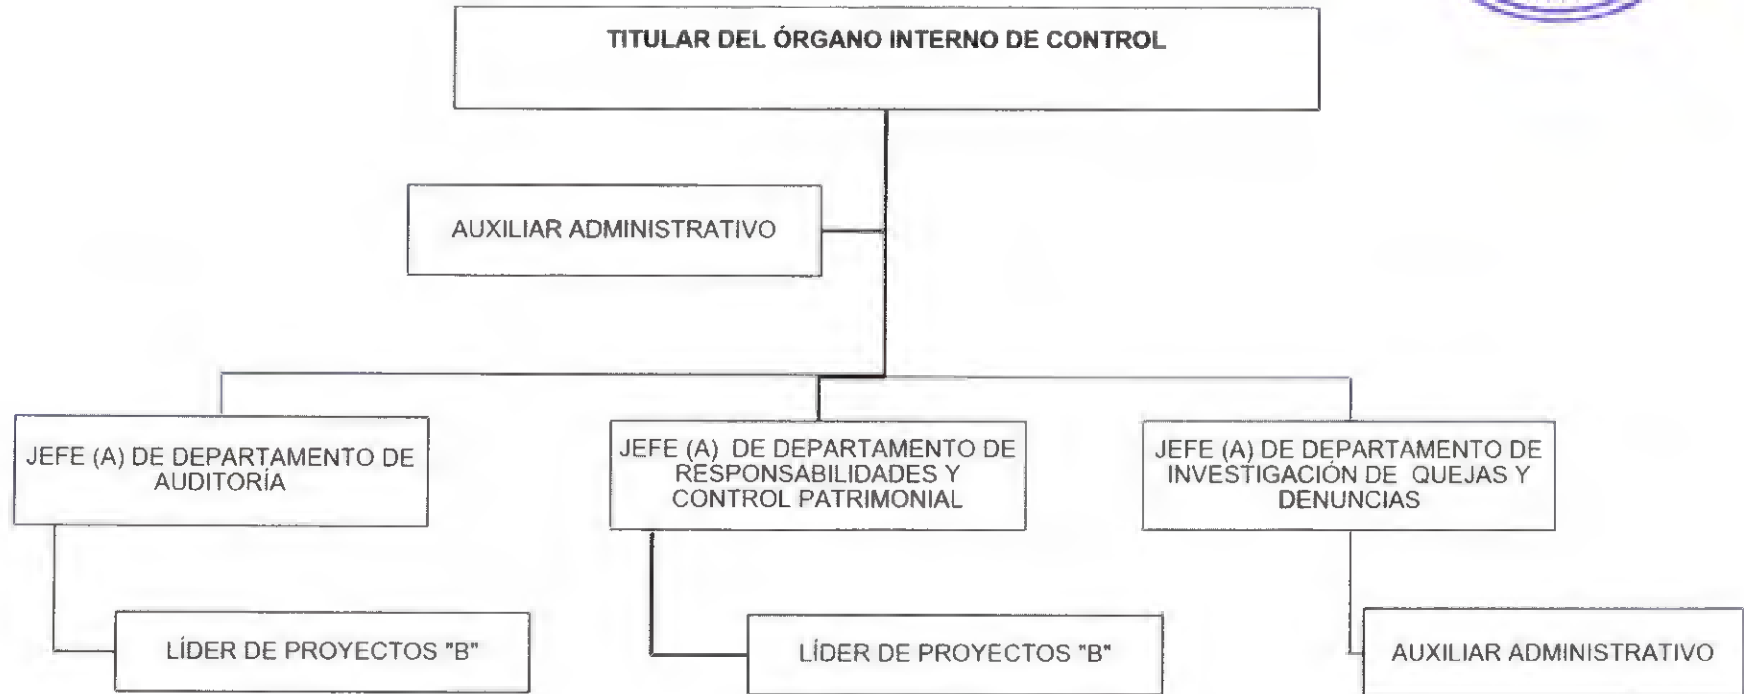 TITULAR DEL ÓRGANO INTERNO DE CONTROL
AUXILIAR ADMINISTRATIVO
JEFE (A) DE DEPARTAMENTO DE
AUDITORÍA
JEFE (A) DE DEPARTAMENTO DE
RESPONSABILIDADES Y
CONTROL PATRIMONIAL
JEFE (A) DE DEPARTAMENTO DE
INVESTIGACIÓN DE QUEJAS Y
DENUNCIAS
LÍDER DE PROYECTOS "B"
LÍDER DE PROYECTOS "B"
AUXILIAR ADMINISTRATIVO